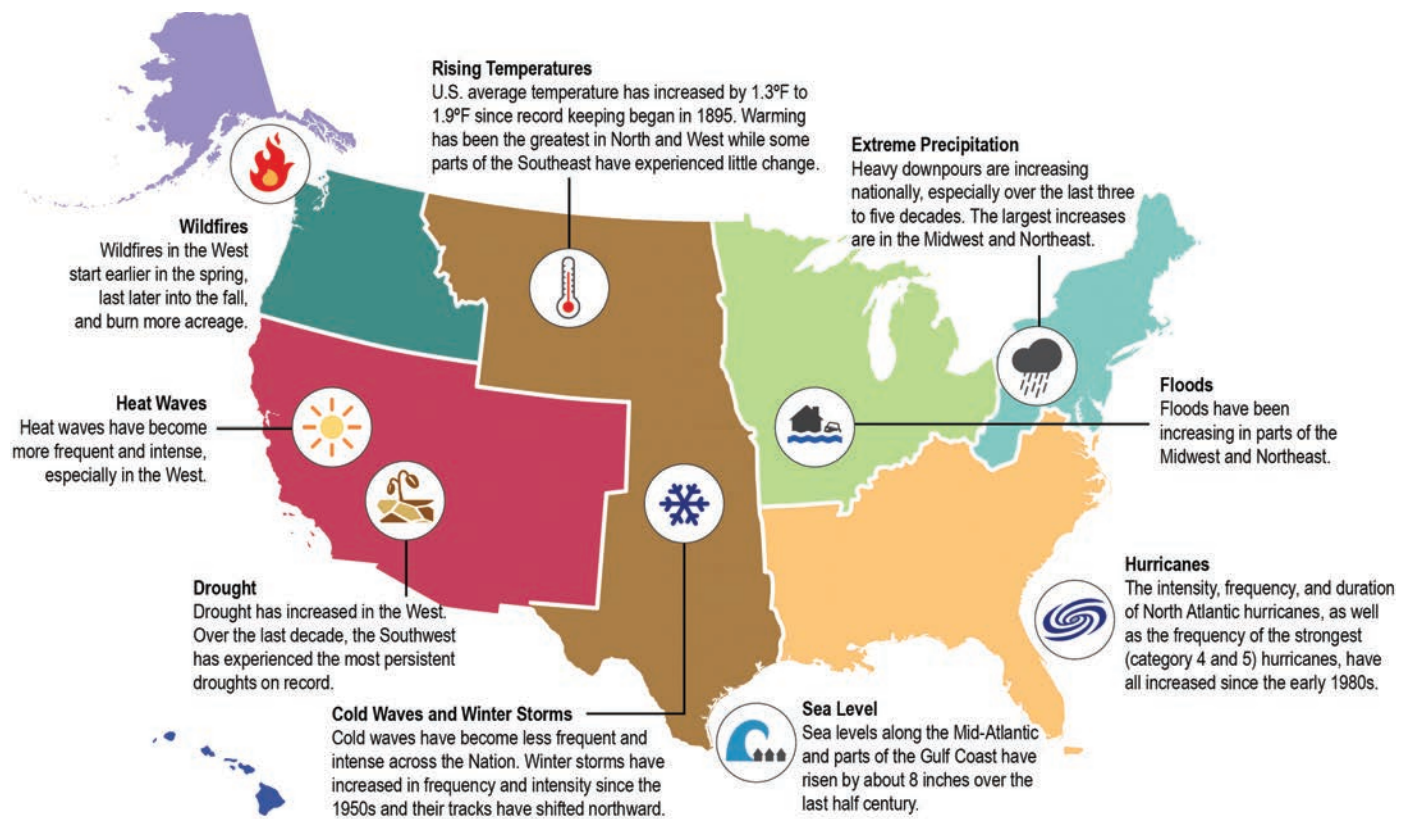 Rising Temperatures
U.S. average temperature has increased by 1.3ºF to
1.9ºF since record keeping began in 1895. Warming
has been the greatest in North and West while some
parts of the Southeast have experienced little change.
Extreme Precipitation
Heavy downpours are increasing
nationally, especially over the last three
to five decades. The largest increases
are in the Midwest and Northeast.
Wildfires
Wildfires in the West
start earlier in the spring,
last later into the fall,
and burn more acreage.
Heat Waves
Heat waves have become
more frequent and intense,
especially in the West.
Floods
Floods have been
increasing in parts of the
Midwest and Northeast.
Drought
Drought has increased in the West.
Over the last decade, the Southwest
has experienced the most persistent
droughts on record.
Hurricanes
The intensity, frequency, and duration
of North Atlantic hurricanes, as well
as the frequency of the strongest
(category 4 and 5) hurricanes, have
all increased since the early 1980s.
Cold Waves and Winter Storms
Cold waves have become less frequent and
intense across the Nation. Winter storms have
increased in frequency and intensity since the
1950s and their tracks have shifted northward.
Sea Level
Sea levels along the Mid-Atlantic
and parts of the Gulf Coast have
risen by about 8 inches over the
last half century.